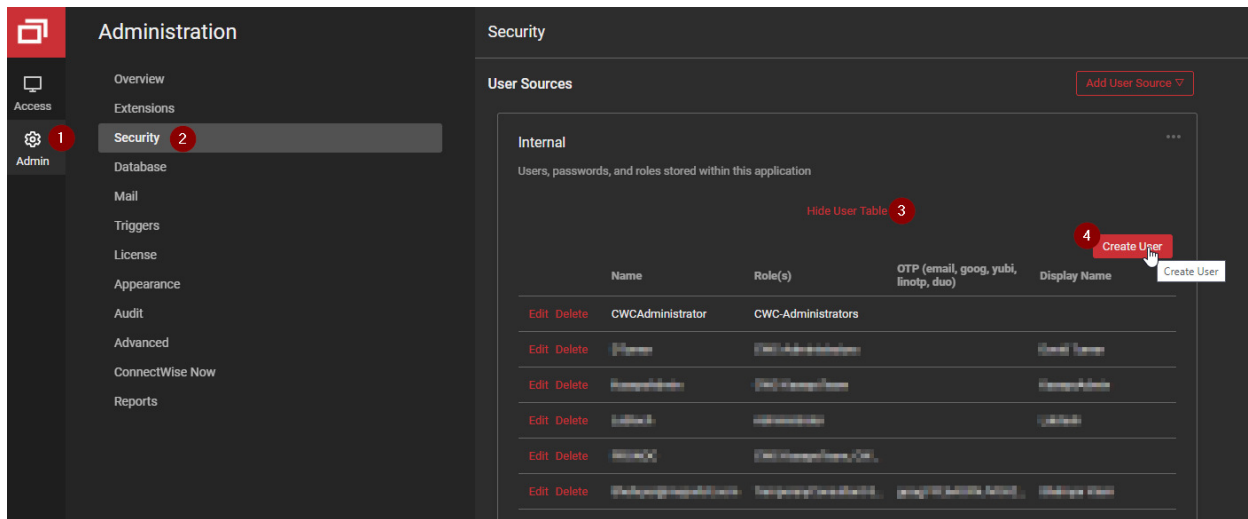 Administration
Security
Overview
Extensions
Security 2
Database
Mail
Triggers
License
Appearance
Audit
Advanced
ConnectWise Now
Reports
Access
1
Admin
User Sources
Add User Source
Internal
Users, passwords, and roles stored within this application
Hide User Table 3
4
Create User
Create User
Name Role(s) OTP (email, goog, yubi, Display Name
linotp, duo)
Edit Delete CWCAdministrator CWC-Administrators
Edit Delete
Edit Delete
Edit Delete
Edit Delete
Edit Delete